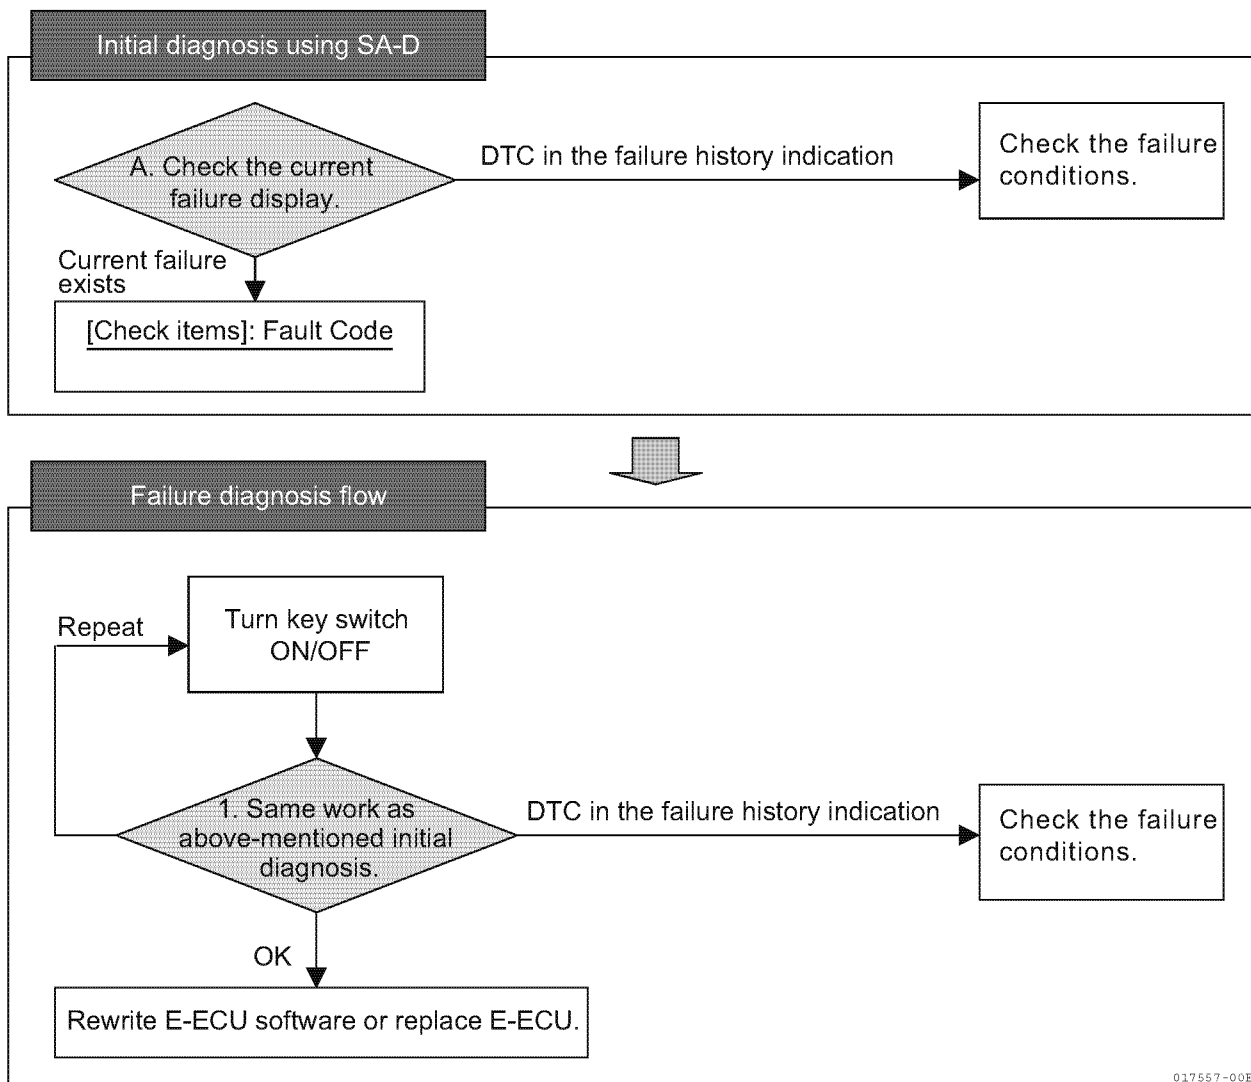 Initial diagnosis using SA-D
A. Check the current
failure display.
DTC in the failure history indication
Check the failure
conditions.
Current failure
exists
[Check items]: Fault Code
Failure diagnosis flow
Repeat
Turn key switch
ON/OFF
1. Same work as
above-mentioned initial
diagnosis.
DTC in the failure history indication
Check the failure
conditions.
OK
Rewrite E-ECU software or replace E-ECU.
017557-00E